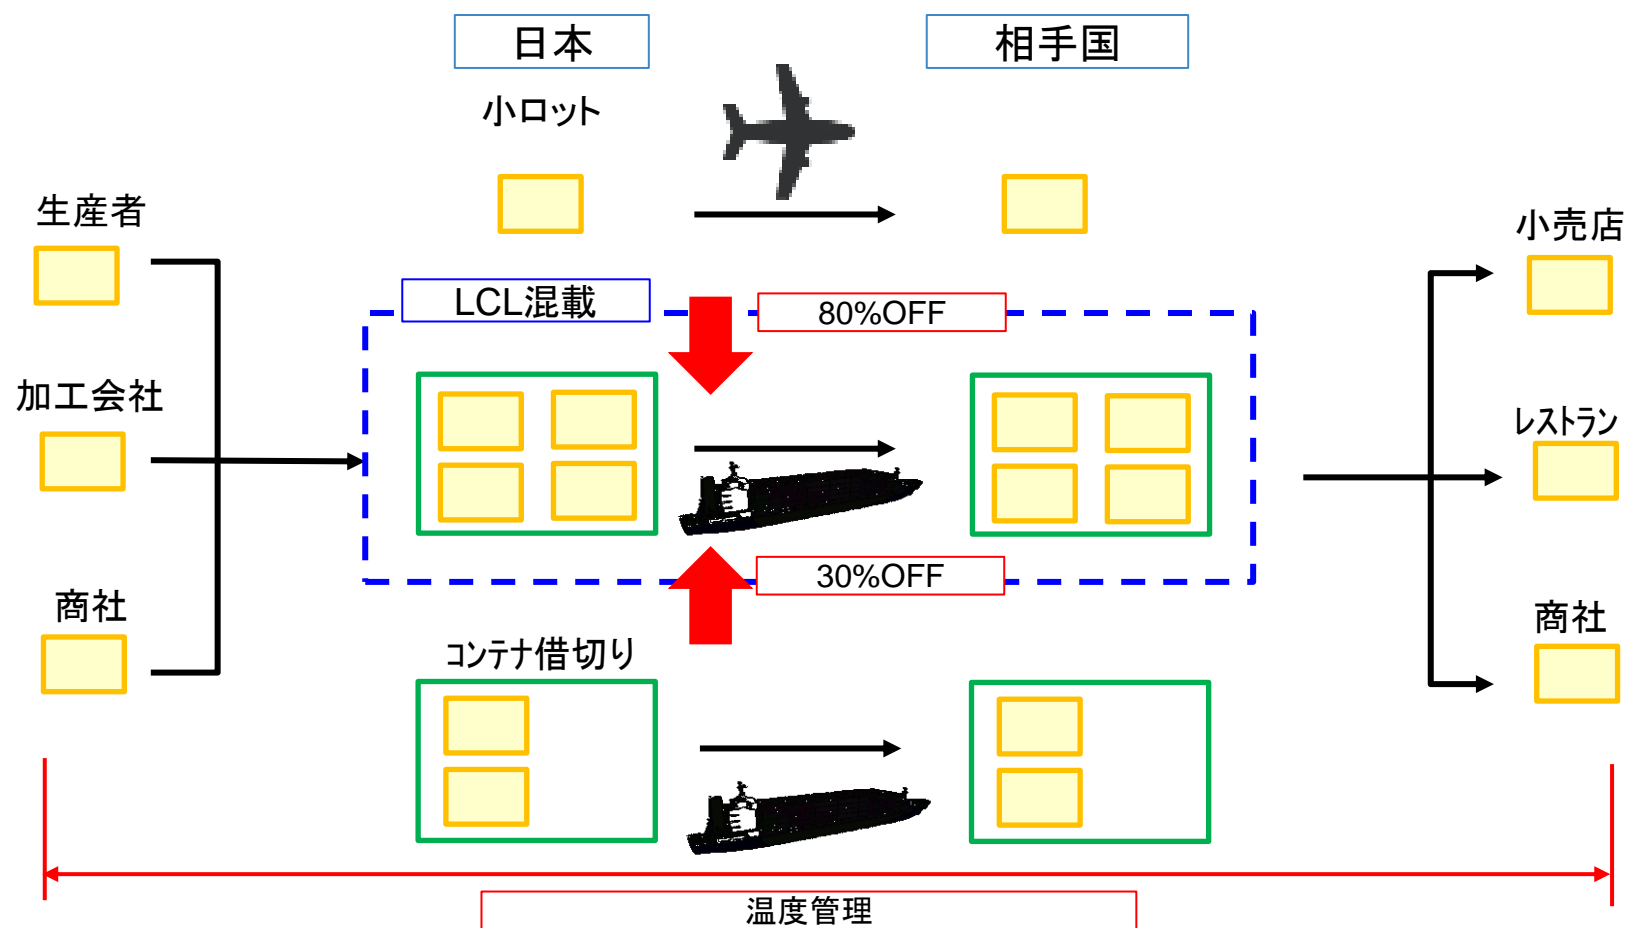 日本
相手国
小ロット
生産者
小売店
LCL混載
80%OFF
加工会社
レストラン
30%OFF
商社
商社
コンテナ借切り
温度管理